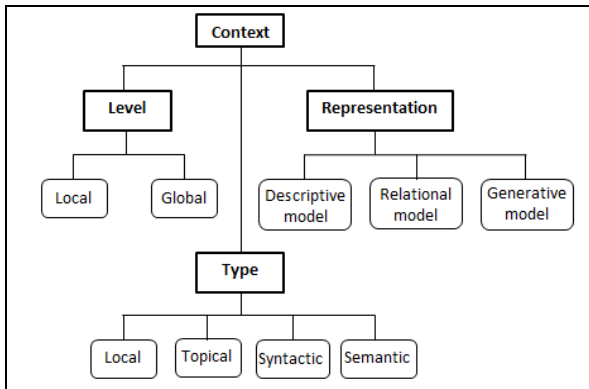 Context
Level
Representation
Local
Global
Descriptive
model
Relational
model
Generative
model
Type
Local
Topical
Syntactic
Semantic